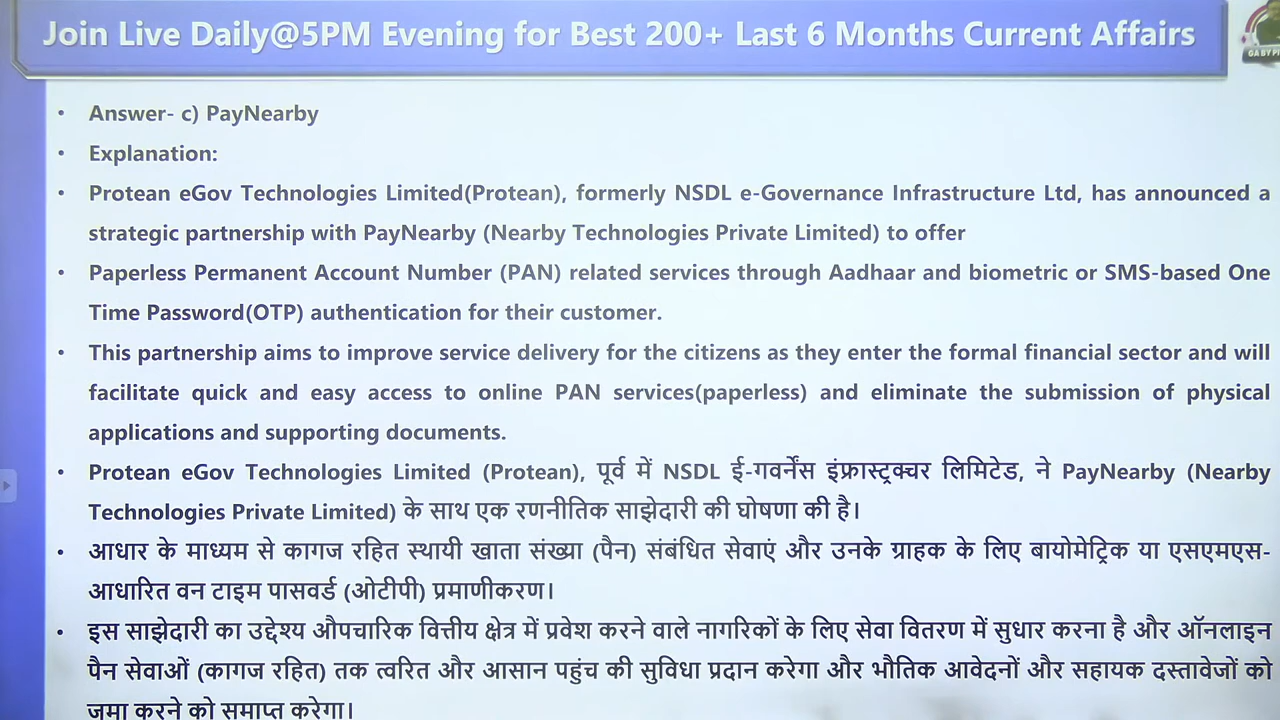 Join Live Daily@5PM Evening for Best 200+ Last 6 Months Current Affairs
GA BY
• Answer- c) PayNearby
• Explanation:
• Protean eGov Technologies Limited(Protean), formerly NSDL e-Governance Infrastructure Ltd, has announced a
strategic partnership with PayNearby (Nearby Technologies Private Limited) to offer
• Paperless Permanent Account Number (PAN) related services through Aadhaar and biometric or SMS-based One
Time Password(OTP) authentication for their customer.
• This partnership aims to improve service delivery for the citizens as they enter the formal financial sector and will
facilitate quick and easy access to online PAN services(paperless) and eliminate the submission of physical
applications and supporting documents.
• Protean eGov Technologies Limited (Protean), पूर्व में NSDL ई-गवर्नेंस इंफ्रास्ट्रक्चर लिमिटेड, ने PayNearby (Nearby
Technologies Private Limited) के साथ एक रणनीतिक साझेदारी की घोषणा की है।
• आधार के माध्यम से कागज रहित स्थायी खाता संख्या (पैन) संबंधित सेवाएं और उनके ग्राहक के लिए बायोमेट्रिक या एसएमएस-
आधारित वन टाइम पासवर्ड (ओटीपी) प्रमाणीकरण।
• इस साझेदारी का उद्देश्य औपचारिक वित्तीय क्षेत्र में प्रवेश करने वाले नागरिकों के लिए सेवा वितरण में सुधार करना है और ऑनलाइन
पैन सेवाओं (कागज रहित) तक त्वरित और आसान पहुंच की सुविधा प्रदान करेगा और भौतिक आवेदनों और सहायक दस्तावेजों को
जमा करने को समाप्त करेगा।